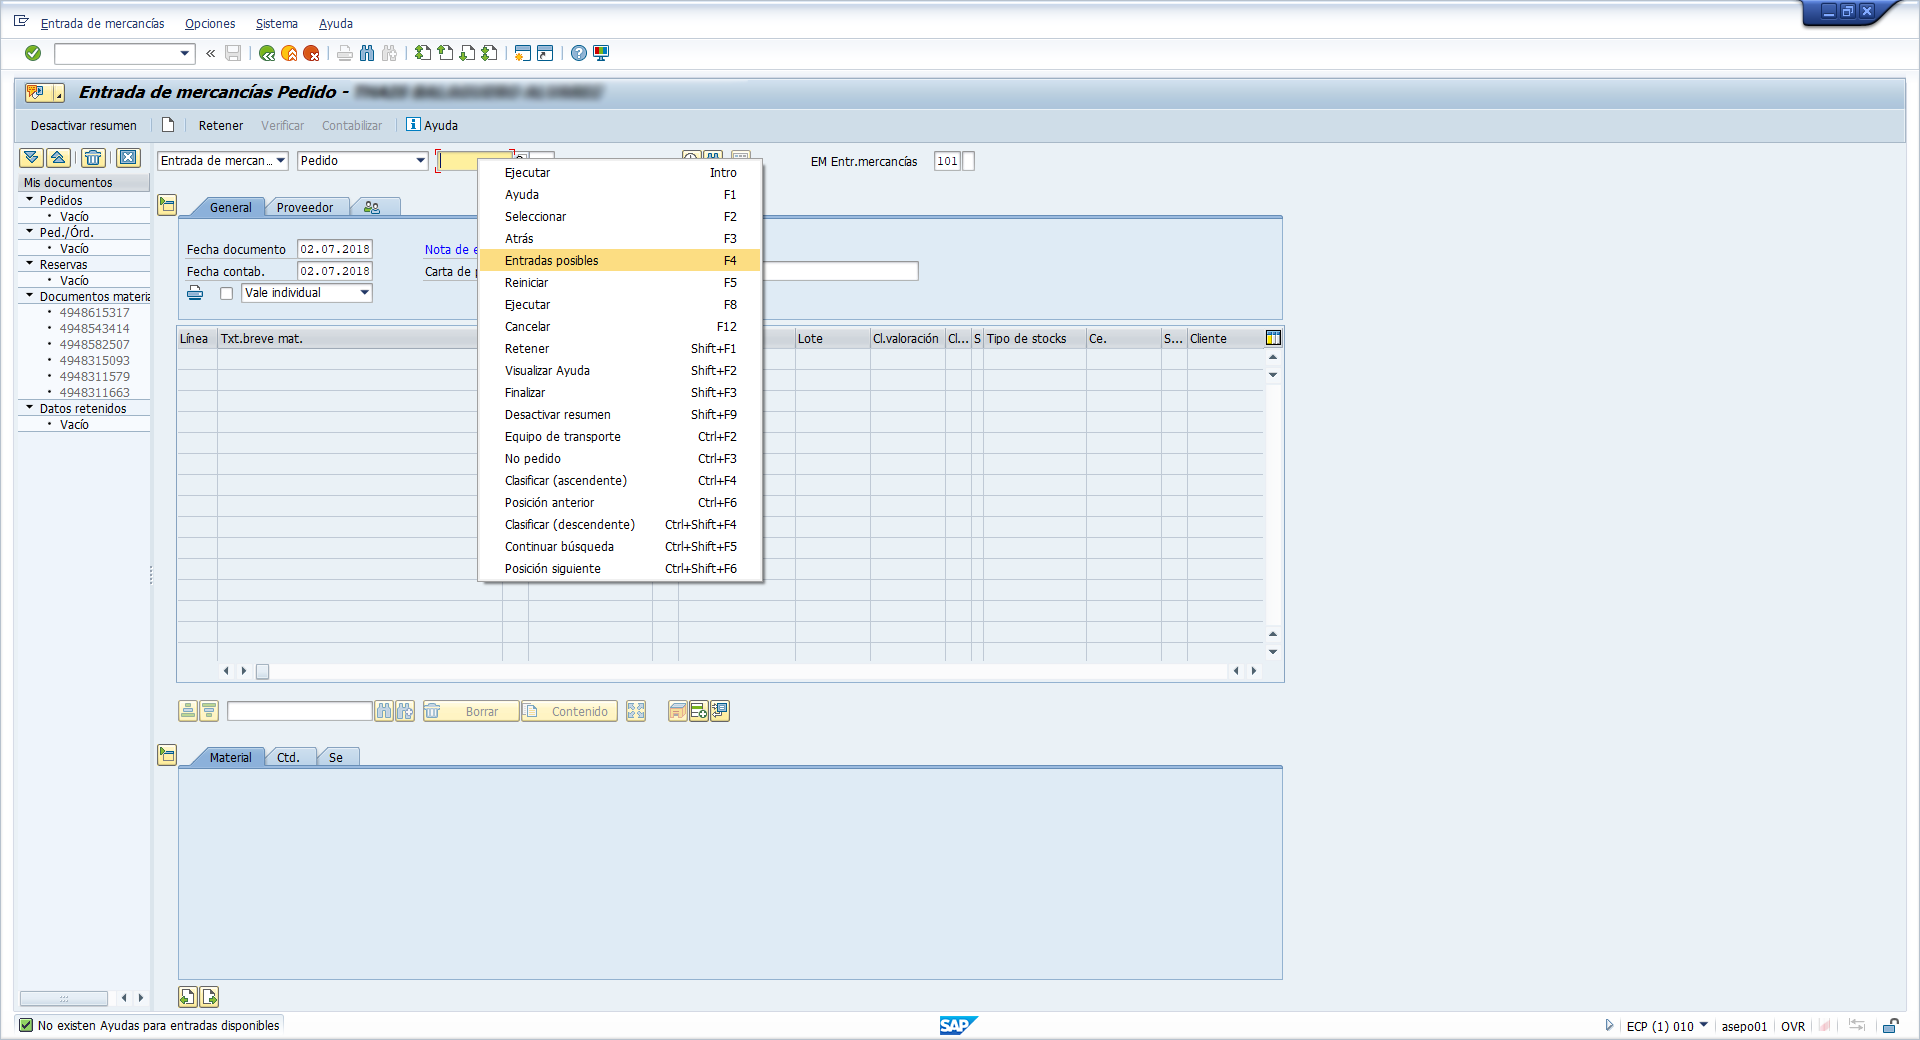 Entrada de mercancías Opciones Sistema Ayuda
Entrada de mercancías Pedido -
Desactivar resumen Retener Verificar Contabilizar Ayuda
Entrada de mercan... Pedido EM Entr.mercancías 101
Mis documentos
Pedidos
Vacío
Ped./Órd.
Vacío
Reservas
Vacío
Documentos materia
4948615317
4948543414
4948582507
4948315093
4948311579
4948311663
Datos retenidos
Vacío
General Proveedor
Fecha documento 02.07.2018 Nota de
Fecha contab. 02.07.2018 Carta de
Vale individual
Ejecutar Intro
Ayuda F1
Seleccionar F2
Atrás F3
Entradas posibles F4
Reiniciar F5
Ejecutar F8
Cancelar F12
Retener Shift+F1
Visualizar Ayuda Shift+F2
Finalizar Shift+F3
Desactivar resumen Shift+F9
Equipo de transporte Ctrl+F2
No pedido Ctrl+F3
Clasificar (ascendente) Ctrl+F4
Posición anterior Ctrl+F6
Clasificar (descendente) Ctrl+Shift+F4
Continuar búsqueda Ctrl+Shift+F5
Posición siguiente Ctrl+Shift+F6
Línea Txt.breve mat. Lote Cl.valoración Cl... S Tipo de stocks Ce. S... Cliente
Borrar Contenido
Material Ctd. Se
No existen Ayudas para entradas disponibles SAP ECP (1) 010 asepo01 OVR